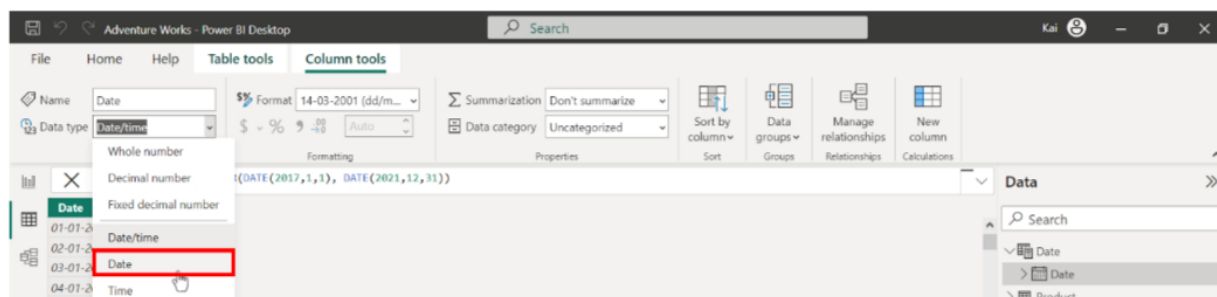 Adventure Works - Power BI Desktop
Search
Kai
File Home Help Table tools Column tools
Name Date
Data type Date/time
$% Format 14-03-2001 (dd/m...
$ % 9 .00 Auto
Formatting
Summarization Don't summarize
Data category Uncategorized
Properties
Sort by column
Sort
Data groups
Groups
Manage relationships
Relationships
New column
Calculations
Whole number
Decimal number
Fixed decimal number
Date/time
Date
Time
(DATE(2017,1,1), DATE(2021,12,31))
Date
01-01-2
02-01-2
03-01-2
04-01-2
Data
Search
Date
Date
Product